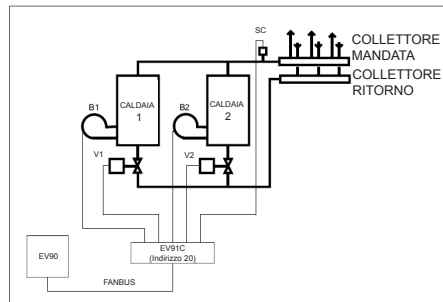 SC
COLLETTORE
MANDATA
COLLETTORE
RITORNO
B1
CALDAIA
1
B2
CALDAIA
2
V1
V2
EV91C
(Indirizzo 20)
EV90
FANBUS